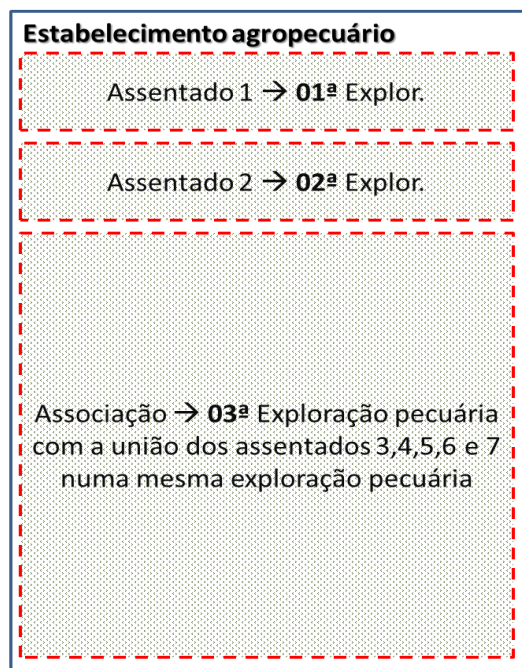 Estabelecimento agropecuário
Assentado 1 → 01ª Explor.
Assentado 2 → 02ª Explor.
Associação → 03ª Exploração pecuária
com a união dos assentados 3,4,5,6 e 7
numa mesma exploração pecuária